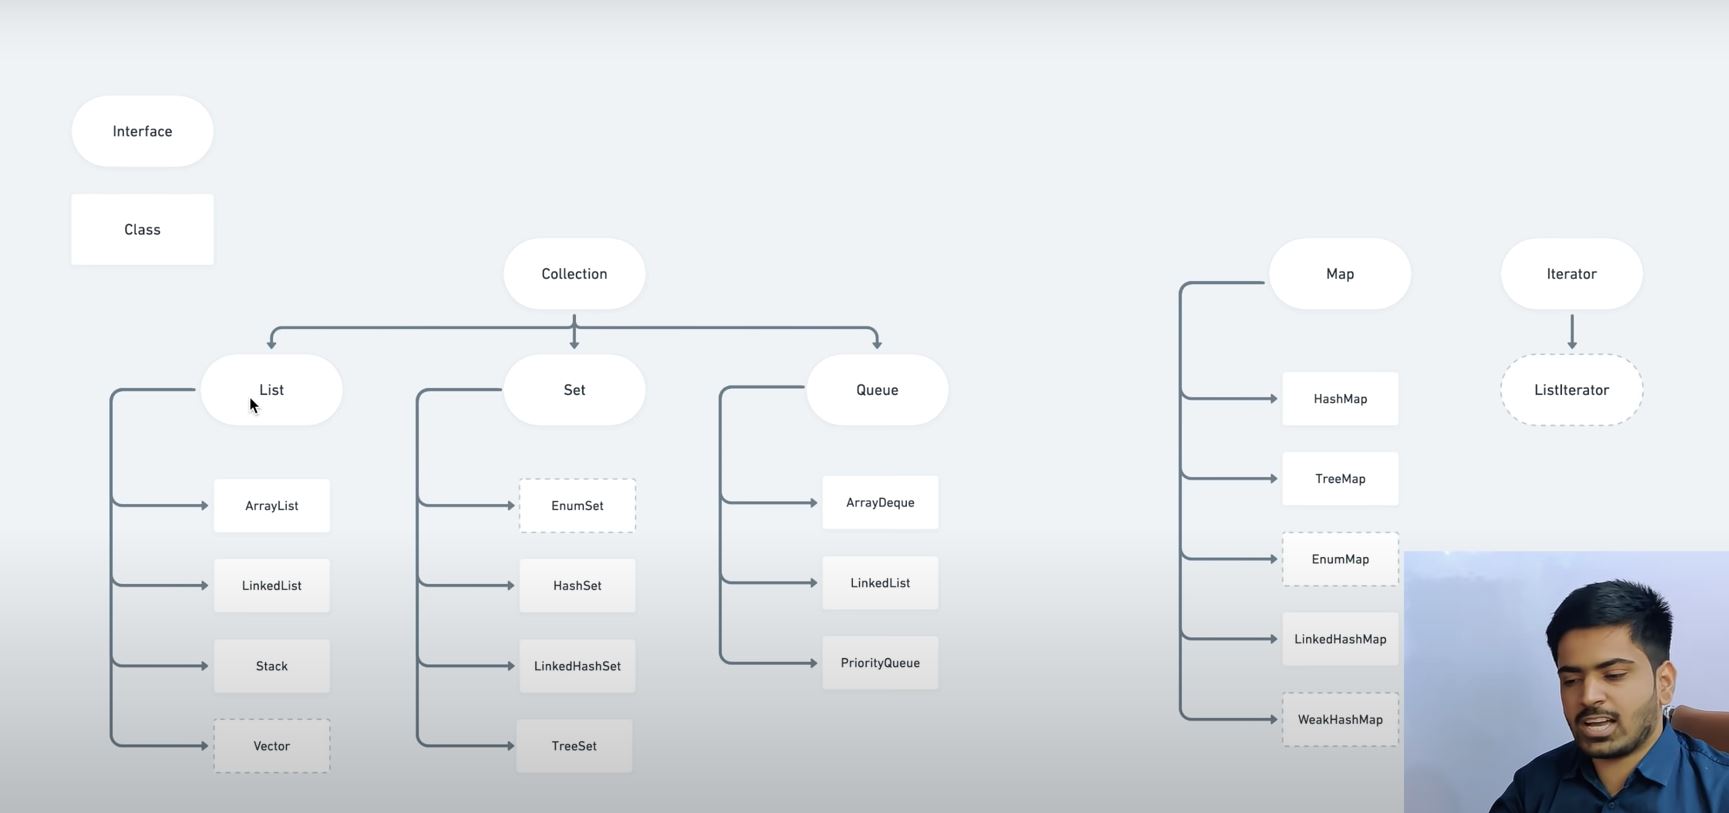 Interface
Class
Collection
Map
Iterator
List
Set
Queue
ListIterator
ArrayList
LinkedList
Stack
Vector
EnumSet
HashSet
LinkedHashSet
TreeSet
ArrayDeque
LinkedList
PriorityQueue
HashMap
TreeMap
EnumMap
LinkedHashMap
WeakHashMap